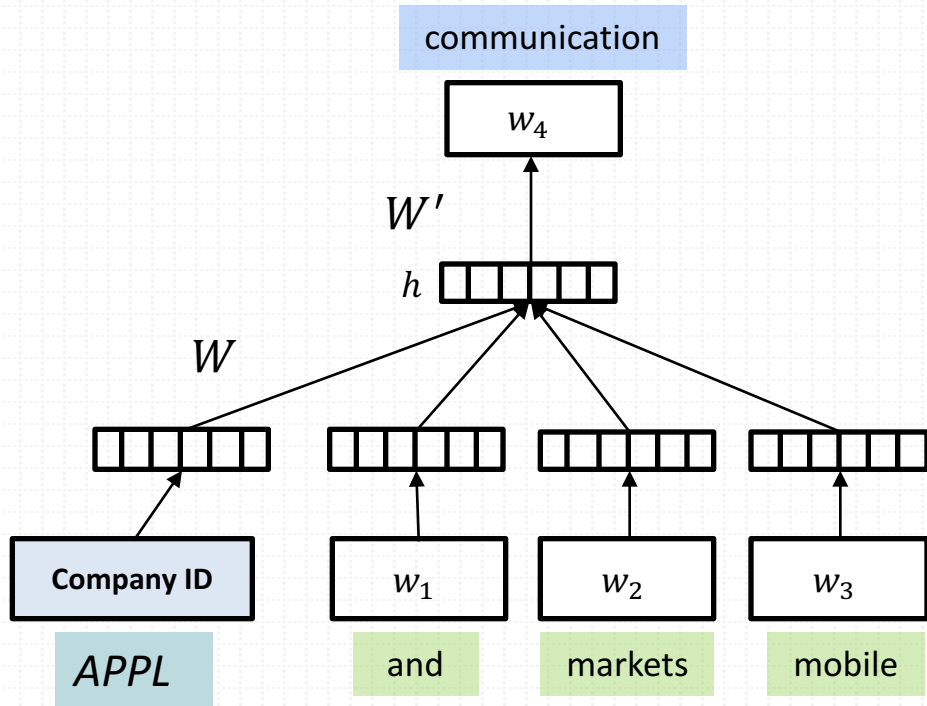 communication
w₄
W′
h
W
Company ID
w₁
w₂
w₃
APPL
and
markets
mobile